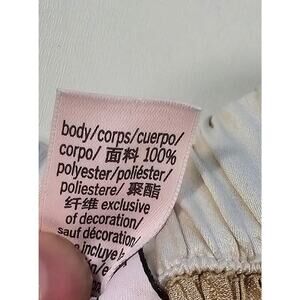 body/corps/cuerpo/
corpo/ 面料 100%
polyester/poliéster/
poliestere/ 聚酯
纤维 exclusive
of decoration/
sauf décoration/
e incluye